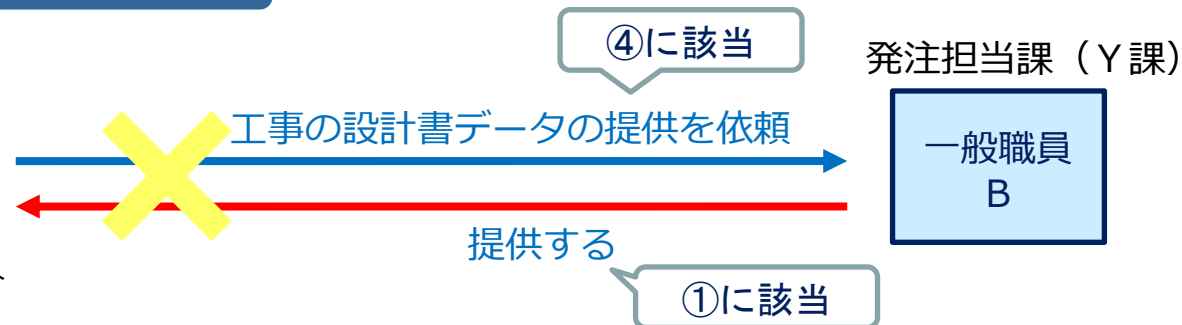 ④に該当
発注担当課（Ｙ課）
工事の設計書データの提供を依頼
一般職員
Ｂ
提供する
①に該当